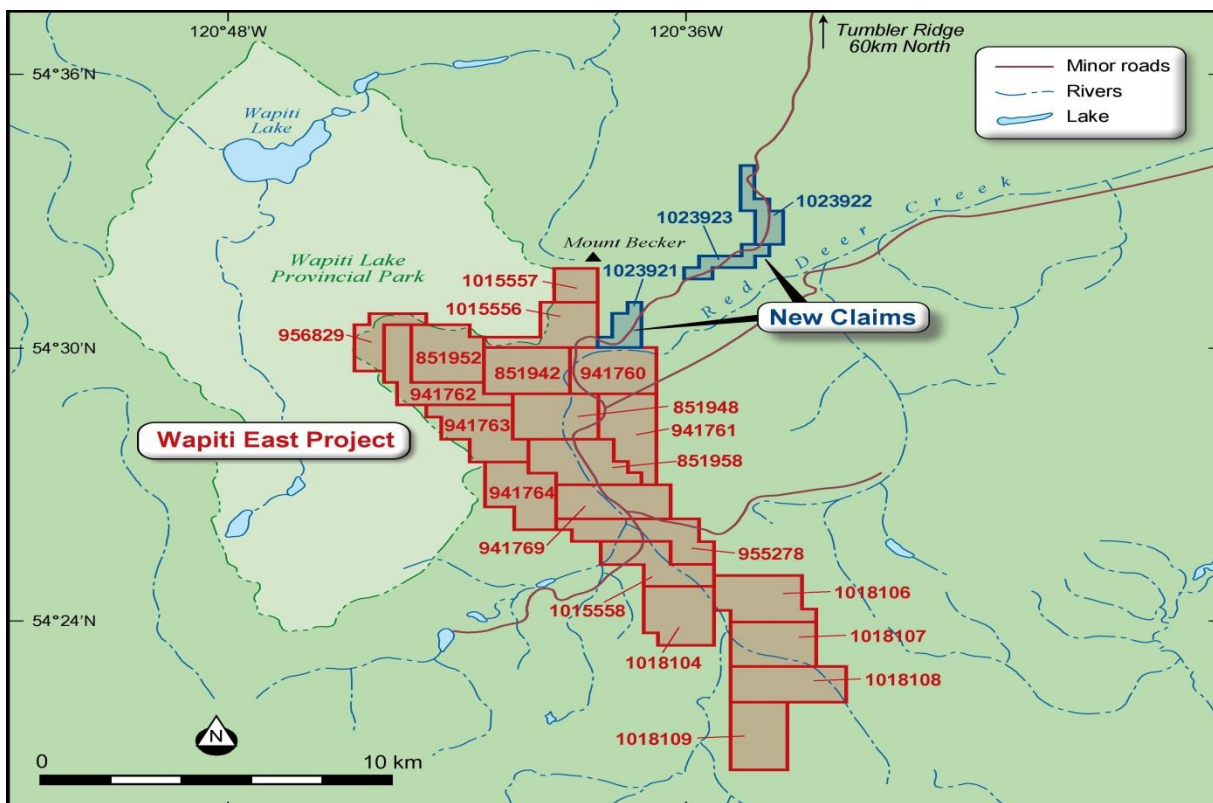 120°48'W
120°36'W
Tumbler Ridge
60km North
54°36'N
Minor roads
Rivers
Lake
Wapiti
Lake
Red Deer Creek
1023922
1023923
Mount Becker
Wapiti Lake
Provincial Park
1023921
1015557
1015556
New Claims
956829
54°30'N
851952
851942
941760
941762
851948
941763
941761
Wapiti East Project
851958
941764
941769
955278
1018106
1015558
54°24'N
1018107
1018104
1018108
N
1018109
0
10 km